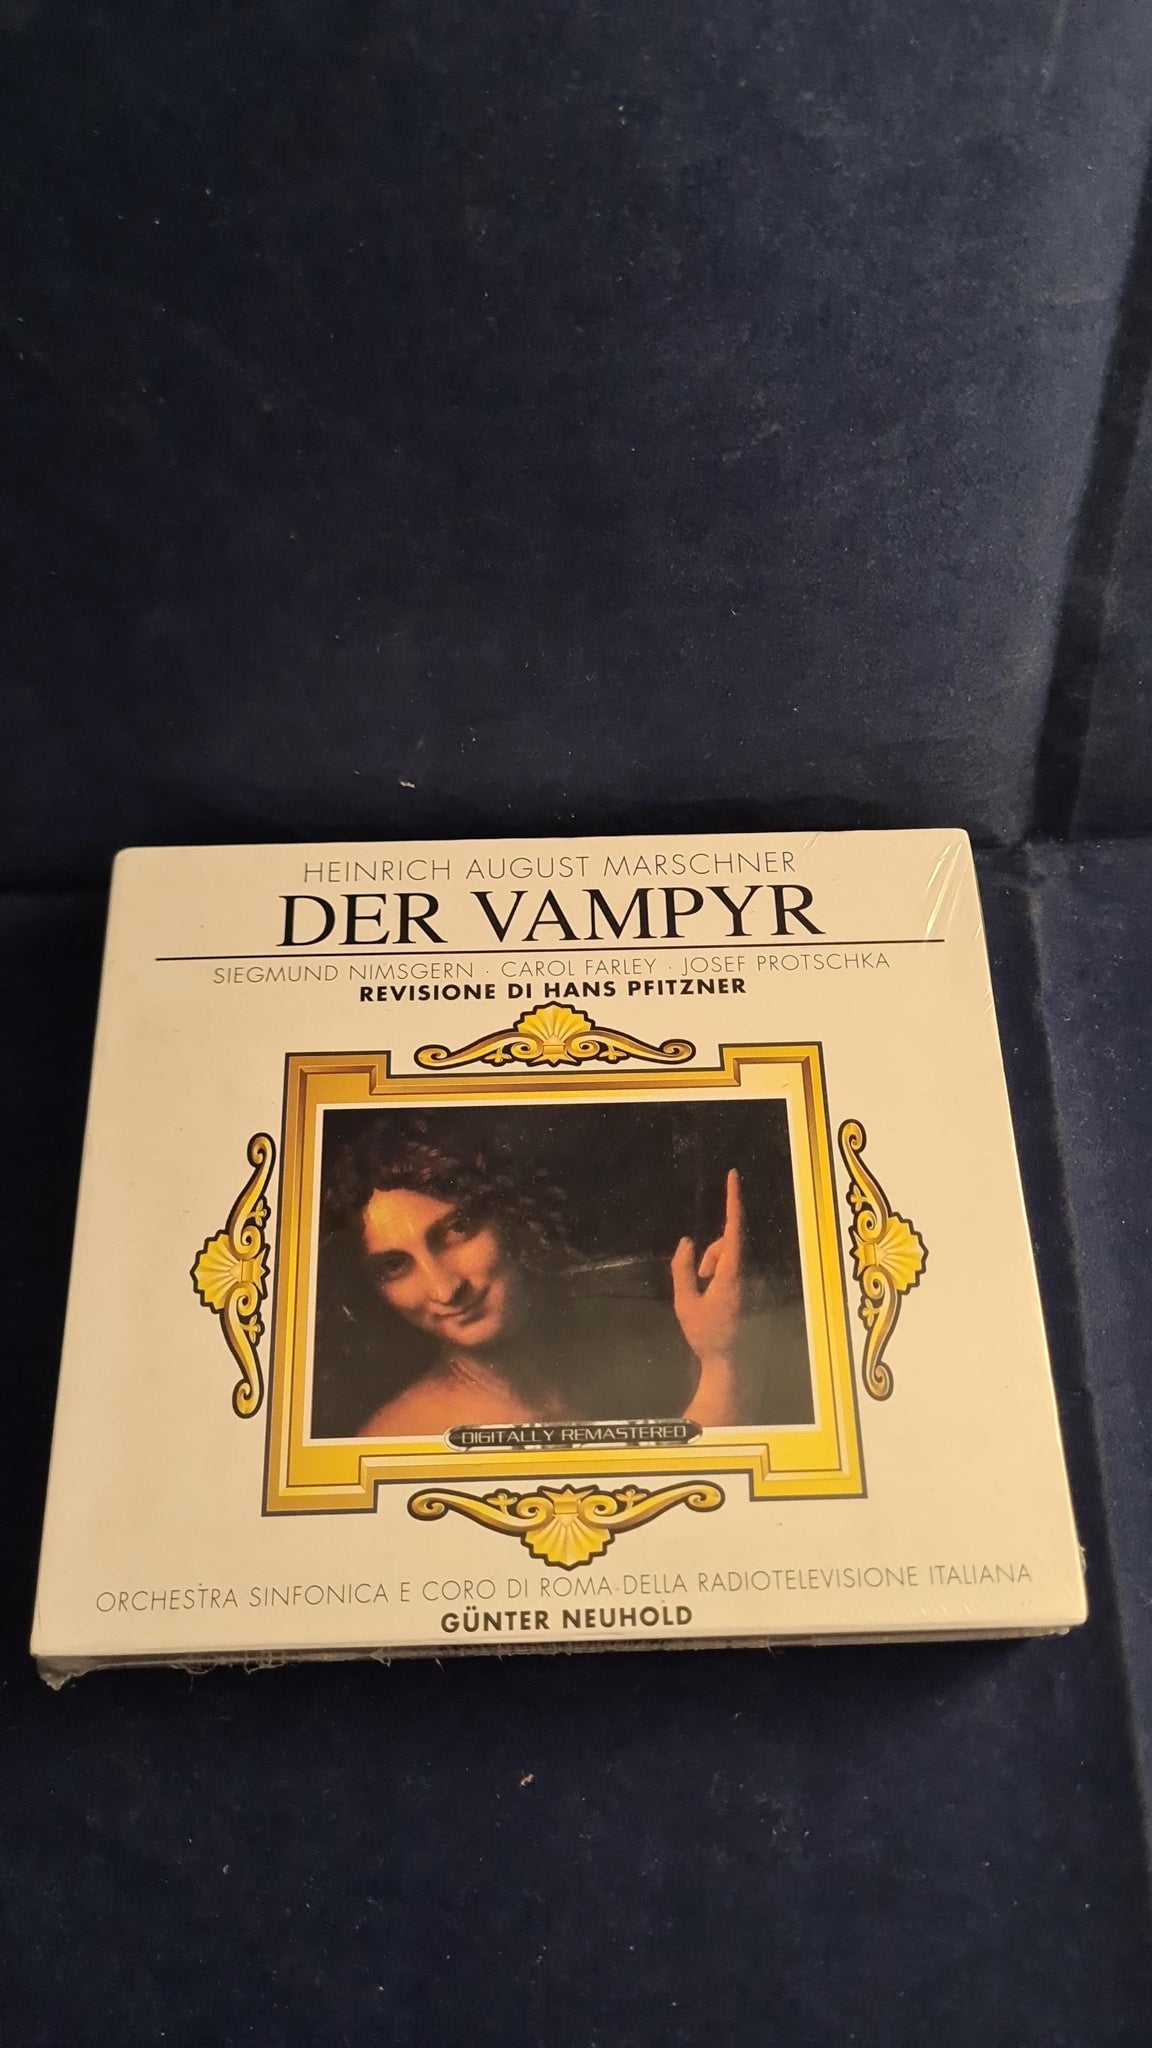 HEINRICH AUGUST MARSCHNER
DER VAMPYR
SIEGMUND NIMSGERN · CAROL FARLEY · JOSEF PROTSCHKA
REVISIONE DI HANS PFITZNER
DIGITALLY REMASTERED
ORCHESTRA SINFONICA E CORO DI ROMA DELLA RADIOTELEVISIONE ITALIANA
GÜNTER NEUHOLD